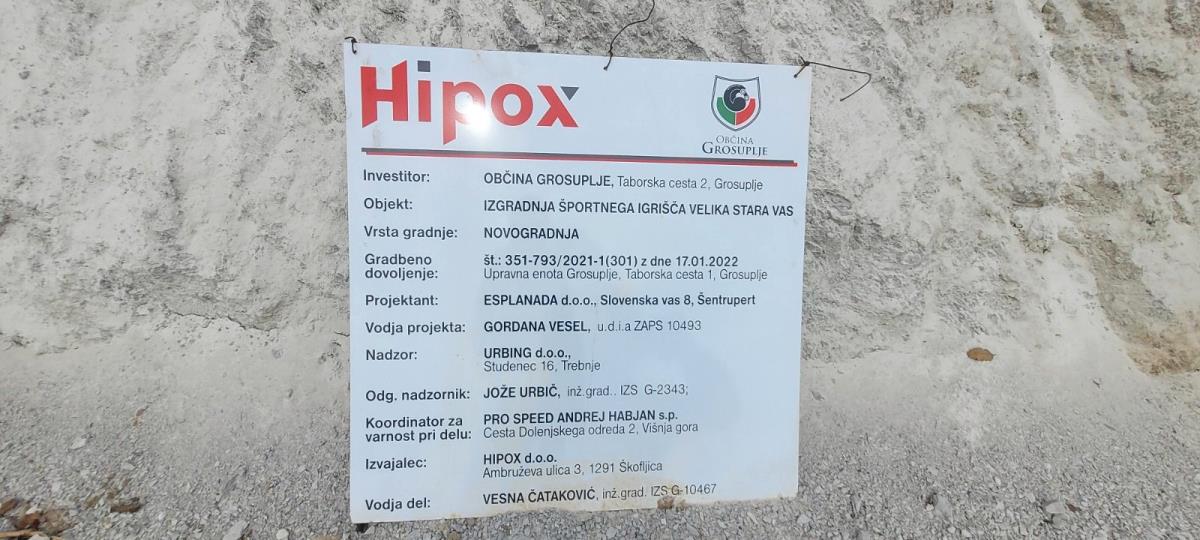 Hipox
OBČINA
GROSUPLJE
Investitor: OBČINA GROSUPLJE, Taborska cesta 2, Grosuplje
Objekt: IZGRADNJA ŠPORTNEGA IGRIŠČA VELIKA STARA VAS
Vrsta gradnje: NOVOGRADNJA
Gradbeno št.: 351-793/2021-1(301) z dne 17.01.2022
dovoljenje: Upravna enota Grosuplje, Taborska cesta 1, Grosuplje
Projektant: ESPLANADA d.o.o., Slovenska vas 8, Šentrupert
Vodja projekta: GORDANA VESEL, u.d.i.a ZAPS 10493
Nadzor: URBING d.o.o.,
Studenec 16, Trebnje
Odg. nadzornik: JOŽE URBIČ, inž.grad.. IZS G-2343;
Koordinator za PRO SPEED ANDREJ HABJAN s.p.
varnost pri delu: Cesta Dolenjskega odreda 2, Višnja gora
Izvajalec: HIPOX d.o.o.
Ambruževa ulica 3, 1291 Škofljica
Vodja del: VESNA ČATAKOVIĆ, inž.grad. IZS G-10467